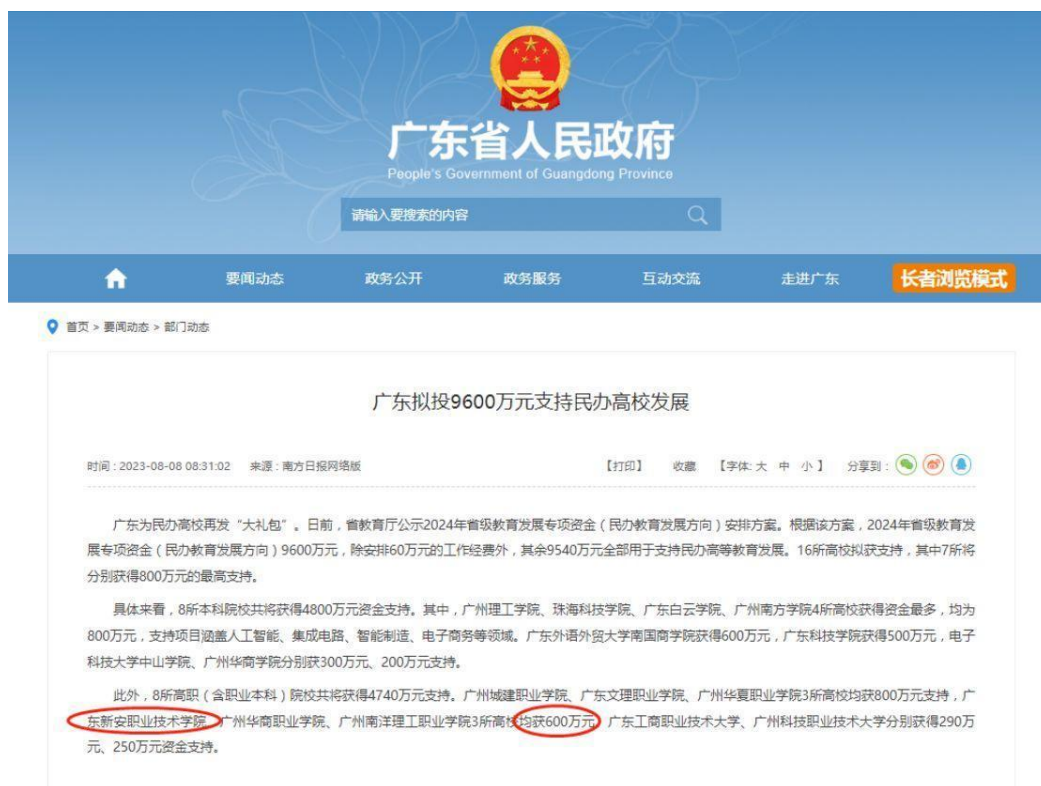 广东省人民政府
People's Government of Guangdong Province
请输入要搜索的内容
要闻动态 政务公开 政务服务 互动交流 走进广东 长者浏览模式
首页 > 要闻动态 > 部门动态
广东拟投9600万元支持民办高校发展
时间 : 2023-08-08 08:31:02 来源 : 南方日报网络版 【打印】 收藏 【字体: 大 中 小 】 分享到 :
广东为民办高校再发“大礼包”。日前，省教育厅公示2024年省级教育发展专项资金（民办教育发展方向）安排方案。根据该方案，2024年省级教育发
展专项资金（民办教育发展方向）9600万元，除安排60万元的工作经费外，其余9540万元全部用于支持民办高等教育发展。16所高校拟获支持，其中7所将
分别获得800万元的最高支持。
具体来看，8所本科院校共将获得4800万元资金支持。其中，广州理工学院、珠海科技学院、广东白云学院、广州南方学院4所高校获得资金最多，均为
800万元，支持项目涵盖人工智能、集成电路、智能制造、电子商务等领域。广东外语外贸大学南国商学院获得600万元，广东科技学院获得500万元，电子
科技大学中山学院、广州华商学院分别获300万元、200万元支持。
此外，8所高职（含职业本科）院校共将获得4740万元支持。广州城建职业学院、广东文理职业学院、广州华夏职业学院3所高校均获800万元支持，广
东新安职业技术学院、广州华商职业学院、广州南洋理工职业学院3所高校均获600万元，广东工商职业技术大学、广州科技职业技术大学分别获得290万
元、250万元资金支持。